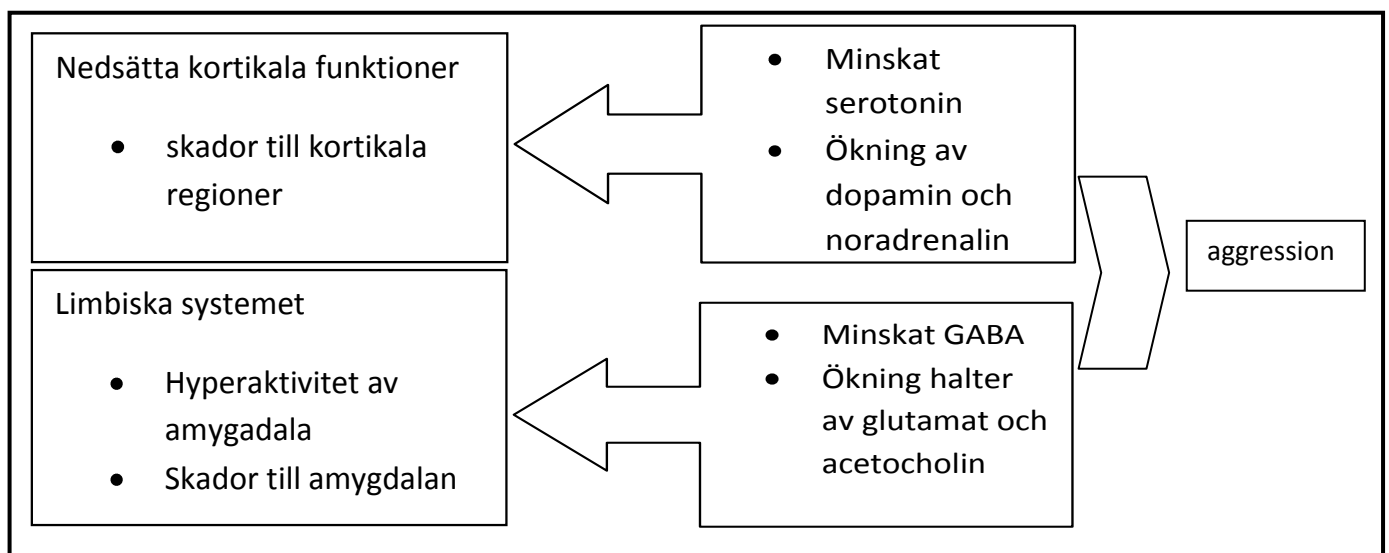 Nedsätta kortikala funktioner
• skador till kortikala
regioner
Limbiska systemet
• Hyperaktivitet av
amygadala
• Skador till amygdalan
• Minskat
serotonin
• Ökning av
dopamin och
noradrenalin
• Minskat GABA
• Ökning halter
av glutamat och
acetocholin
aggression